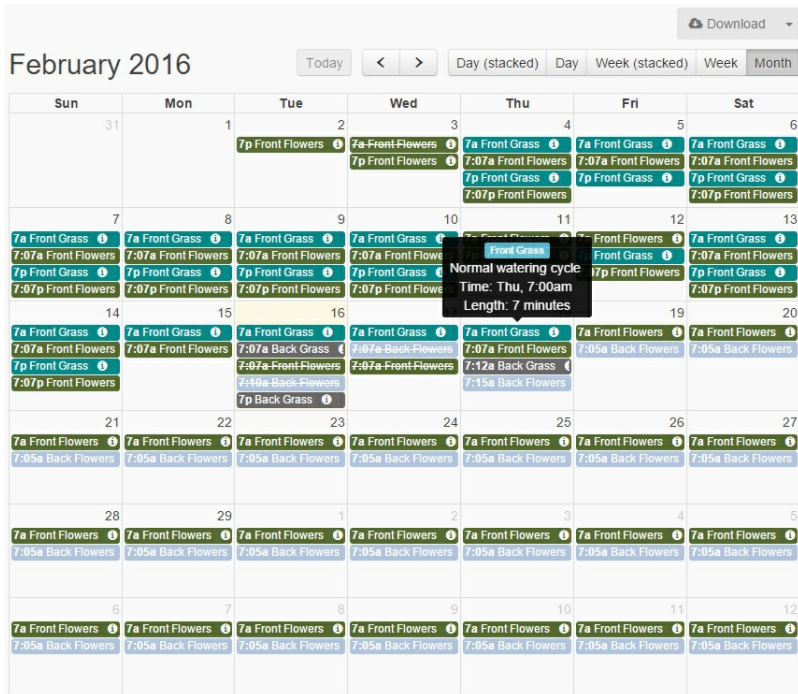 Download
February 2016
Today < > Day (stacked) Day Week (stacked) Week Month
Sun Mon Tue Wed Thu Fri Sat
31 1 2 3 4 5 6
7p Front Flowers 7a Front Flowers 7a Front Grass 7a Front Grass 7a Front Grass
7p Front Flowers 7:07a Front Flowers 7:07a Front Flowers 7:07a Front Flowers
7p Front Grass 7p Front Grass 7p Front Grass
7:07p Front Flowers 7:07p Front Flowers
7 8 9 10 11 12 13
7a Front Grass 7a Front Grass 7a Front Grass 7a Front Grass 7a Front Flowers 7a Front Grass
7:07a Front Flowers 7:07a Front Flowers 7:07a Front Flowers 7:07a Front Front Grass 7:07a Front Flowers
7p Front Grass 7p Front Grass 7p Front Grass 7p Front Grass 07p Front Flowers 7p Front Grass
7:07p Front Flowers 7:07p Front Flowers 7:07p Front Flowers 7:07p Front 7:07p Front Flowers
Front Grass
Normal watering cycle
Time: Thu, 7:00am
Length: 7 minutes
14 15 16 19 20
7a Front Grass 7a Front Grass 7a Front Grass 7a Front Grass 7a Front Grass 7a Front Flowers 7a Front Flowers
7:07a Front Flowers 7:07a Front Flowers 7:07a Back Grass 7:07a Back Flowers 7:07a Front Flowers 7:05a Back Flowers 7:05a Back Flowers
7p Front Grass 7:07a Front Flowers 7:07a Front Flowers 7:12a Back Grass
7:07p Front Flowers 7:10a Back Flowers 7:15a Back Flowers
7p Back Grass
21 22 23 24 25 26 27
7a Front Flowers 7a Front Flowers 7a Front Flowers 7a Front Flowers 7a Front Flowers 7a Front Flowers 7a Front Flowers
7:05a Back Flowers 7:05a Back Flowers 7:05a Back Flowers 7:05a Back Flowers 7:05a Back Flowers 7:05a Back Flowers 7:05a Back Flowers
28 29 1 2 3 4 5
7a Front Flowers 7a Front Flowers 7a Front Flowers 7a Front Flowers 7a Front Flowers 7a Front Flowers 7a Front Flowers
7:05a Back Flowers 7:05a Back Flowers 7:05a Back Flowers 7:05a Back Flowers 7:05a Back Flowers 7:05a Back Flowers 7:05a Back Flowers
6 7 8 9 10 11 12
7a Front Flowers 7a Front Flowers 7a Front Flowers 7a Front Flowers 7a Front Flowers 7a Front Flowers 7a Front Flowers
7:05a Back Flowers 7:05a Back Flowers 7:05a Back Flowers 7:05a Back Flowers 7:05a Back Flowers 7:05a Back Flowers 7:05a Back Flowers